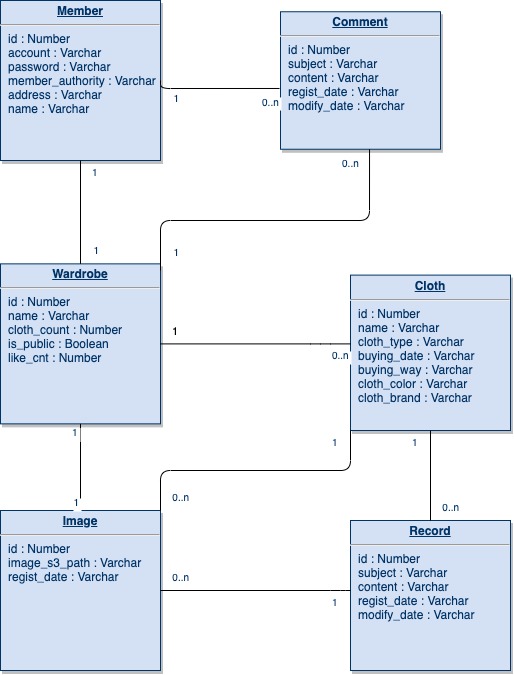 Member
id : Number
account : Varchar
password : Varchar
member_authority : Varchar
address : Varchar
name : Varchar
Comment
id : Number
subject : Varchar
content : Varchar
regist_date : Varchar
modify_date : Varchar
1
0..n
1
0..n
1
1
Wardrobe
id : Number
name : Varchar
cloth_count : Number
is_public : Boolean
like_cnt : Number
Cloth
id : Number
name : Varchar
cloth_type : Varchar
buying_date : Varchar
buying_way : Varchar
cloth_color : Varchar
cloth_brand : Varchar
1
0..n
1
1
1
1
0..n
0..n
Image
id : Number
image_s3_path : Varchar
regist_date : Varchar
Record
id : Number
subject : Varchar
content : Varchar
regist_date : Varchar
modify_date : Varchar
0..n
1